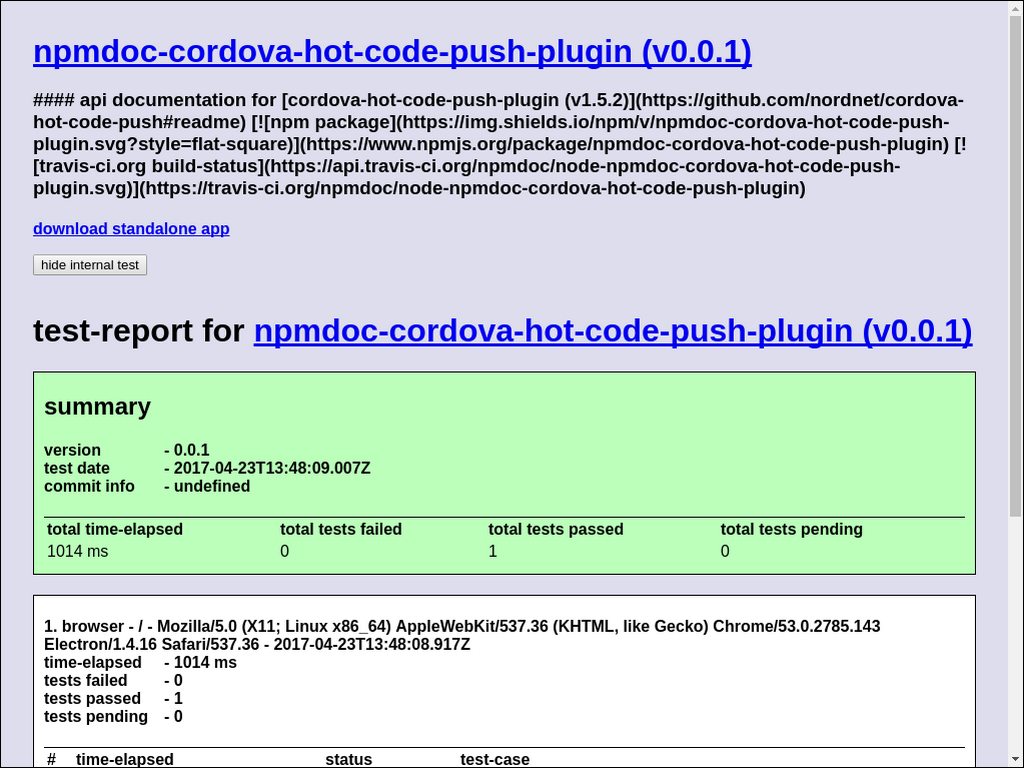 npmdoc-cordova-hot-code-push-plugin (v0.0.1)
#### api documentation for [cordova-hot-code-push-plugin (v1.5.2)](https://github.com/nordnet/cordova-
hot-code-push#readme) [![npm package](https://img.shields.io/npm/v/npmdoc-cordova-hot-code-push-
plugin.svg?style=flat-square)](https://www.npmjs.org/package/npmdoc-cordova-hot-code-push-plugin) [!
[travis-ci.org build-status](https://api.travis-ci.org/npmdoc/node-npmdoc-cordova-hot-code-push-
plugin.svg)](https://travis-ci.org/npmdoc/node-npmdoc-cordova-hot-code-push-plugin)
download standalone app
hide internal test
test-report for npmdoc-cordova-hot-code-push-plugin (v0.0.1)
summary
version - 0.0.1
test date - 2017-04-23T13:48:09.007Z
commit info - undefined
total time-elapsed total tests failed total tests passed total tests pending
1014 ms 0 1 0
1. browser - / - Mozilla/5.0 (X11; Linux x86_64) AppleWebKit/537.36 (KHTML, like Gecko) Chrome/53.0.2785.143
Electron/1.4.16 Safari/537.36 - 2017-04-23T13:48:08.917Z
time-elapsed - 1014 ms
tests failed - 0
tests passed - 1
tests pending - 0
# time-elapsed status test-case